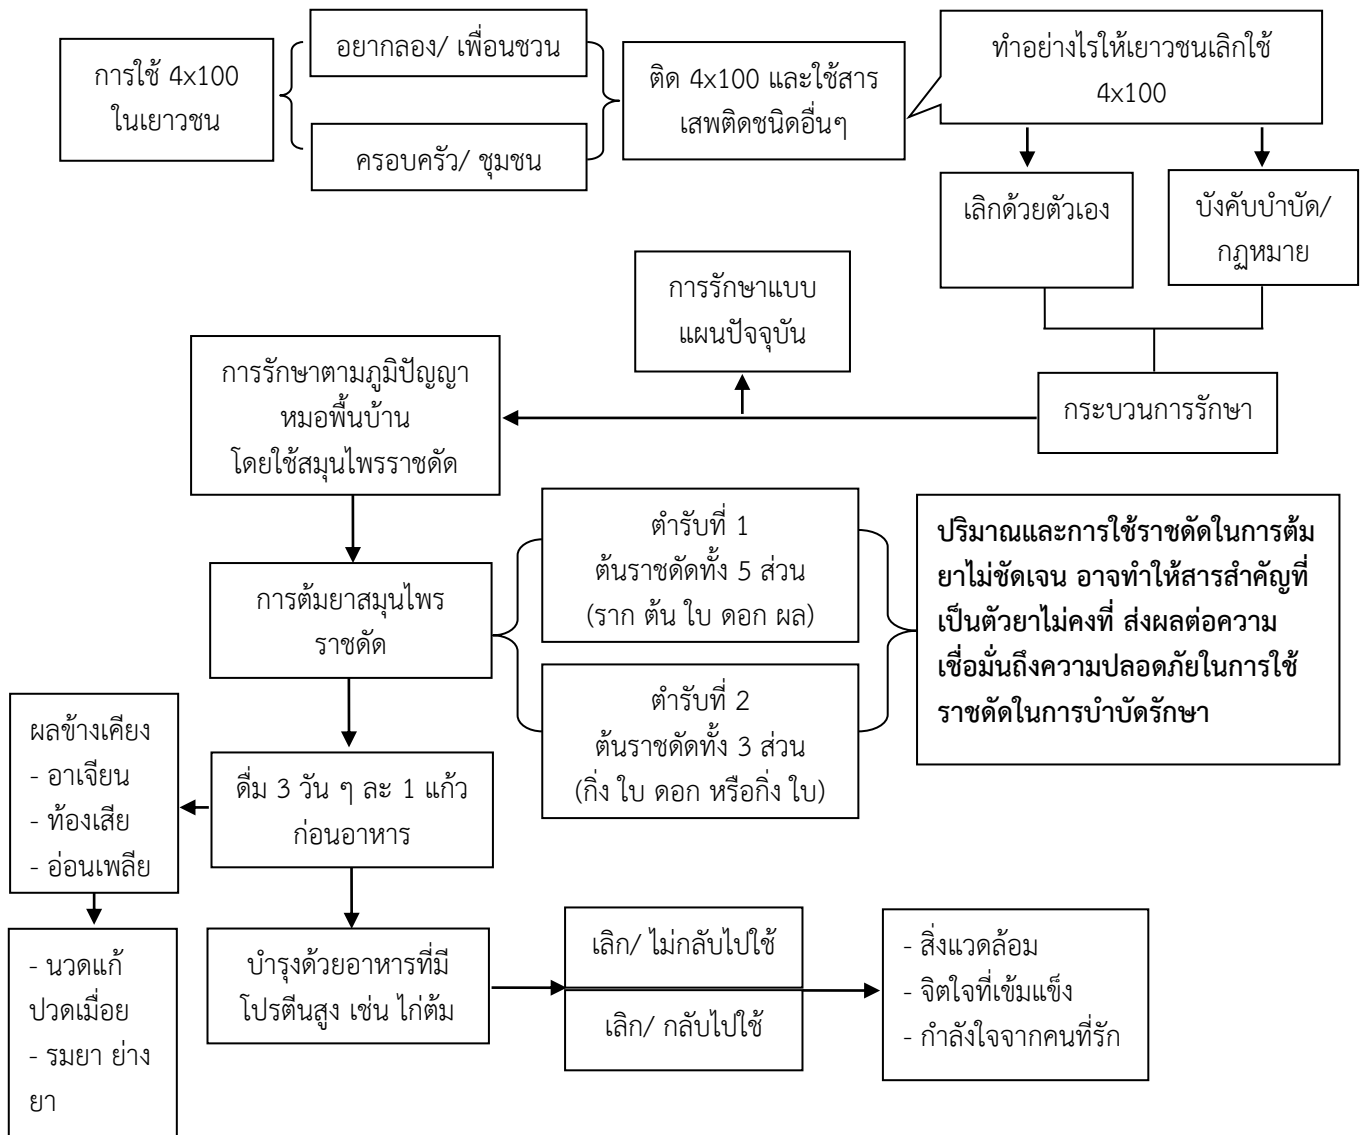 การใช้ 4x100
ในเยาวชน
อยากลอง/ เพื่อนชวน
ครอบครัว/ ชุมชน
ติด 4x100 และใช้สาร
เสพติดชนิดอื่นๆ
ทำอย่างไรให้เยาวชนเลิกใช้
4x100
เลิกด้วยตัวเอง
บังคับบำบัด/
กฏหมาย
กระบวนการรักษา
การรักษาแบบ
แผนปัจจุบัน
การรักษาตามภูมิปัญญา
หมอพื้นบ้าน
โดยใช้สมุนไพรราชดัด
การต้มยาสมุนไพร
ราชดัด
ตำรับที่ 1
ต้นราชดัดทั้ง 5 ส่วน
(ราก ต้น ใบ ดอก ผล)
ตำรับที่ 2
ต้นราชดัดทั้ง 3 ส่วน
(กิ่ง ใบ ดอก หรือกิ่ง ใบ)
ปริมาณและการใช้ราชดัดในการต้ม
ยาไม่ชัดเจน อาจทำให้สารสำคัญที่
เป็นตัวยาไม่คงที่ ส่งผลต่อความ
เชื่อมั่นถึงความปลอดภัยในการใช้
ราชดัดในการบำบัดรักษา
ดื่ม 3 วัน ๆ ละ 1 แก้ว
ก่อนอาหาร
ผลข้างเคียง
- อาเจียน
- ท้องเสีย
- อ่อนเพลีย
- นวดแก้
ปวดเมื่อย
- รมยา ย่าง
ยา
บำรุงด้วยอาหารที่มี
โปรตีนสูง เช่น ไก่ต้ม
เลิก/ ไม่กลับไปใช้
เลิก/ กลับไปใช้
- สิ่งแวดล้อม
- จิตใจที่เข้มแข็ง
- กำลังใจจากคนที่รัก